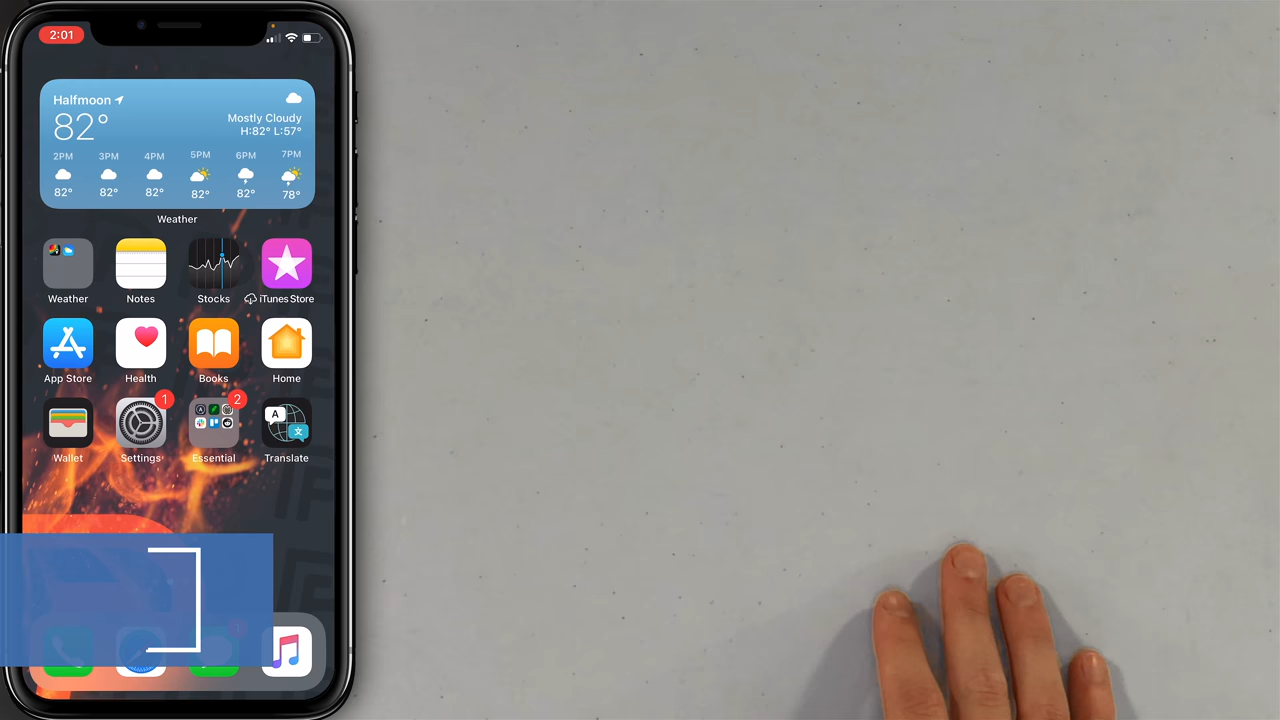 2:01
Halfmoon
82°
Mostly Cloudy
H:82° L:57°
2PM 3PM 4PM 5PM 6PM 7PM
82° 82° 82° 82° 82° 78°
Weather
Weather Notes Stocks iTunes Store
App Store Health Books Home
1 2
A
文
Wallet Settings Essential Translate